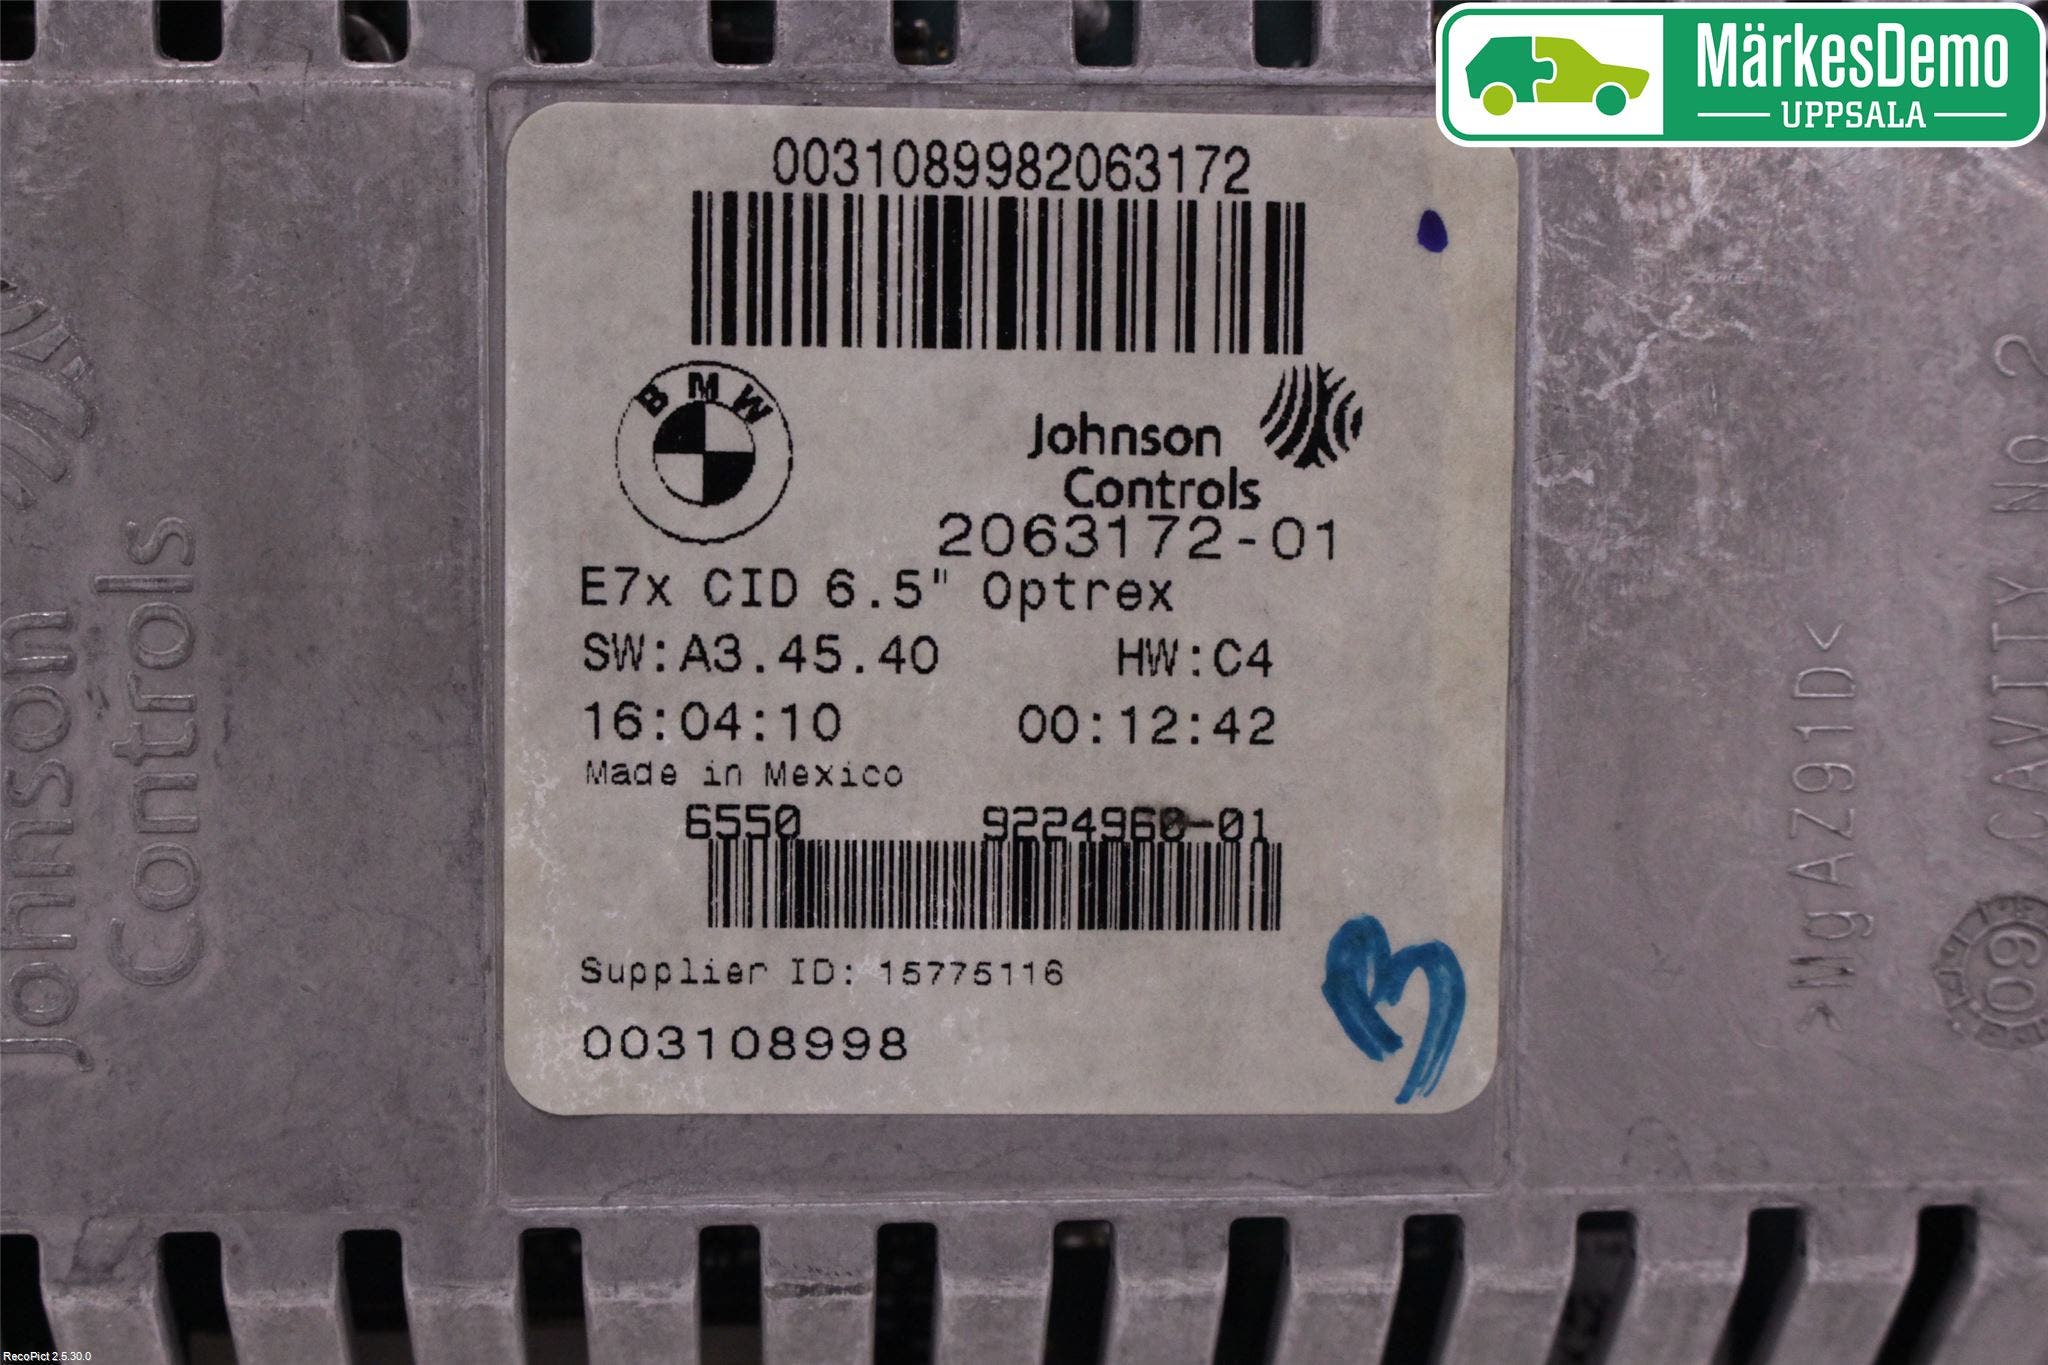 MärkesDemo
UPPSALA
0031089982063172
BMW
Johnson
Controls
2063172-01
E7x CID 6.5" Optrex
SW:A3.45.40 HW:C4
16:04:10 00:12:42
Made in Mexico
6550 9224960-01
Supplier ID: 15775116
003108998
Johnson
Controls
>MgAZ91D<
CAVITY No 2
09
RecoPict 2.5.30.0